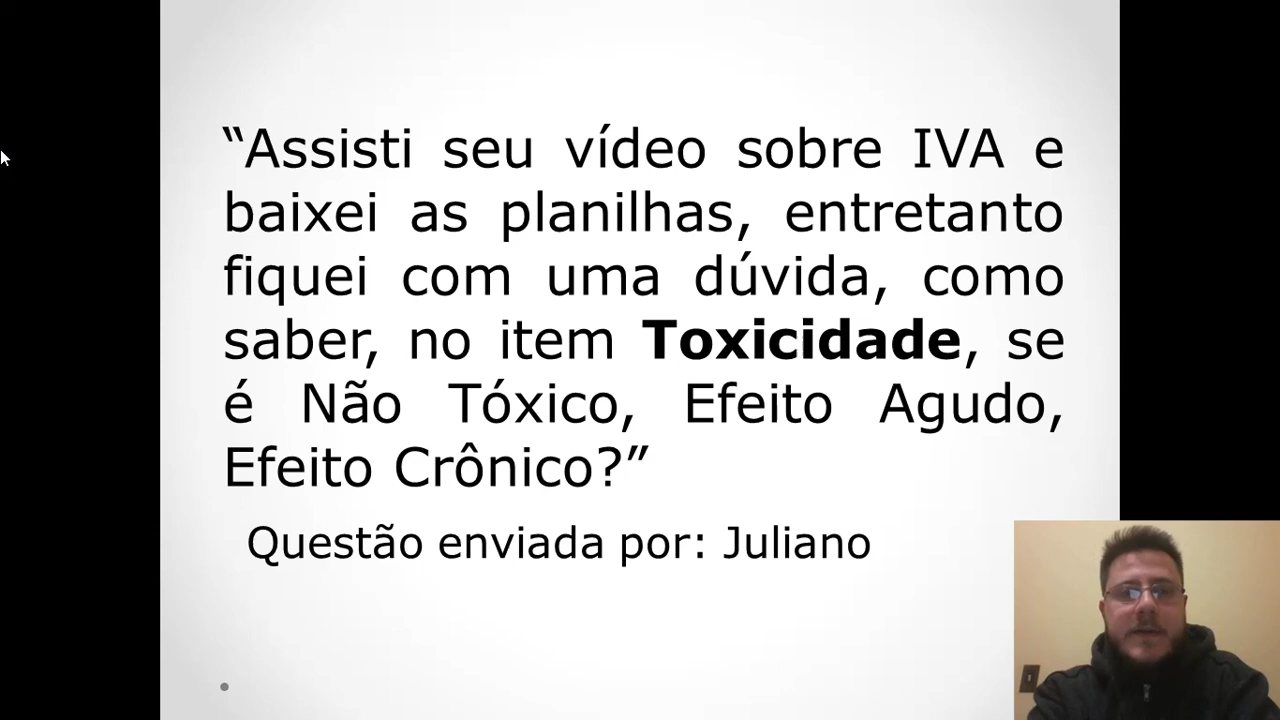 “Assisti seu vídeo sobre IVA e
baixei as planilhas, entretanto
fiquei com uma dúvida, como
saber, no item Toxicidade, se
é Não Tóxico, Efeito Agudo,
Efeito Crônico?”
Questão enviada por: Juliano